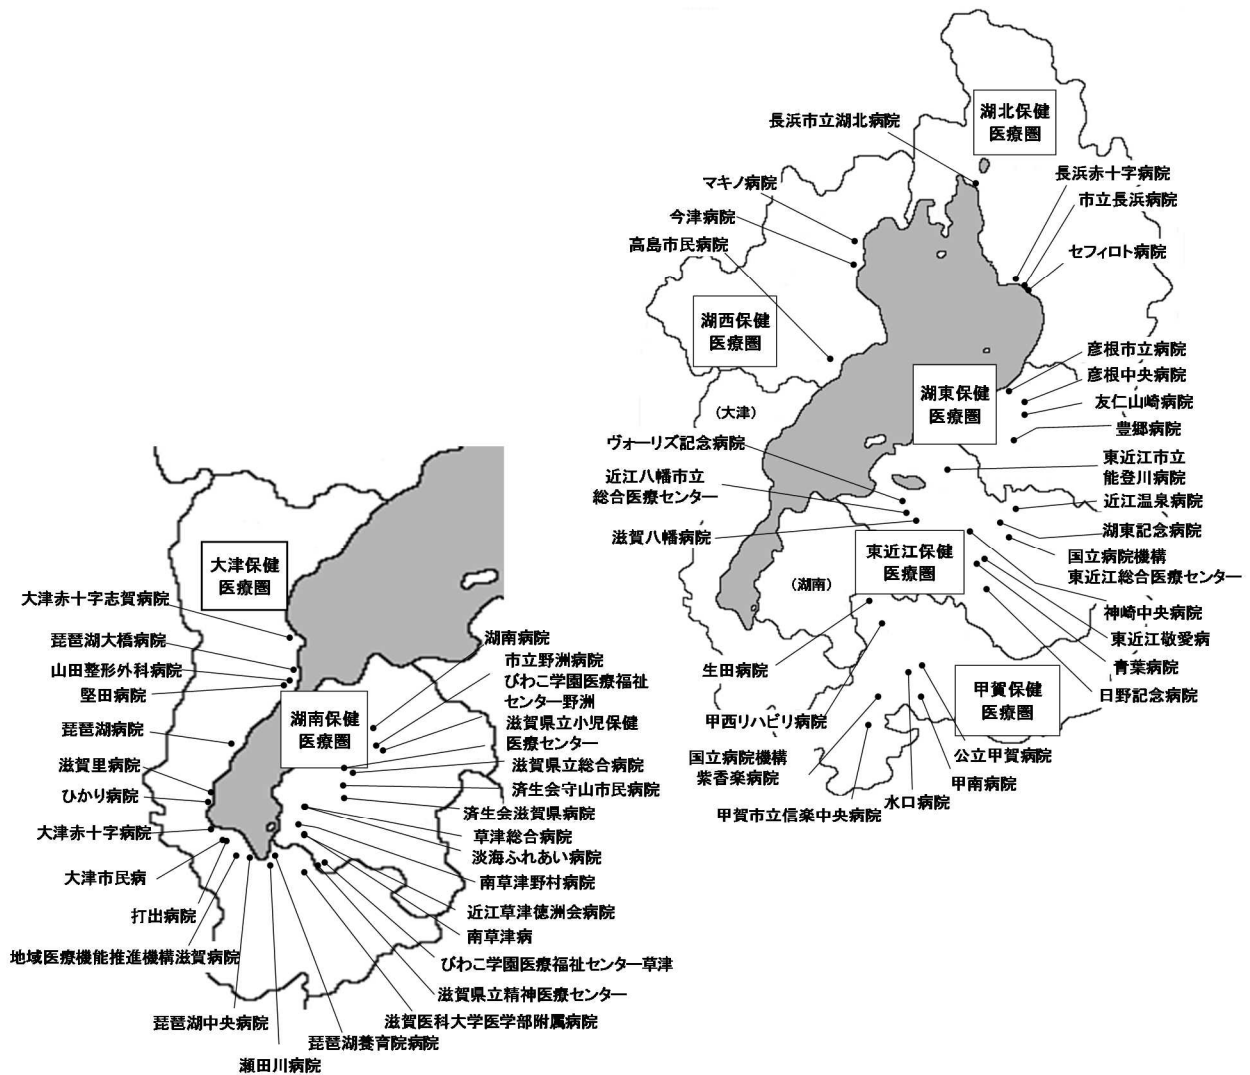 湖北保健
医療圏
長浜市立湖北病院
長浜赤十字病院
マキノ病院
市立長浜病院
今津病院
高島市民病院
セフィロト病院
湖西保健
医療圏
彦根市立病院
彦根中央病院
湖東保健
医療圏
友仁山崎病院
（大津）
豊郷病院
ヴォーリズ記念病院
東近江市立
能登川病院
近江八幡市立
総合医療センター
近江温泉病院
滋賀八幡病院
湖東記念病院
東近江保健
医療圏
国立病院機構
東近江総合医療センター
（湖南）
神崎中央病院
東近江敬愛病
生田病院
青葉病院
甲賀保健
医療圏
日野記念病院
甲西リハビリ病院
公立甲賀病院
国立病院機構
紫香楽病院
甲南病院
水口病院
甲賀市立信楽中央病院
大津保健
医療圏
大津赤十字志賀病院
琵琶湖大橋病院
山田整形外科病院
堅田病院
琵琶湖病院
滋賀里病院
ひかり病院
大津赤十字病院
大津市民病
打出病院
地域医療機能推進機構滋賀病院
琵琶湖中央病院
瀬田川病院
湖南保健
医療圏
湖南病院
市立野洲病院
びわこ学園医療福祉
センター野洲
滋賀県立小児保健
医療センター
滋賀県立総合病院
済生会守山市民病院
済生会滋賀県病院
草津総合病院
淡海ふれあい病院
南草津野村病院
近江草津徳洲会病院
南草津病
びわこ学園医療福祉センター草津
滋賀県立精神医療センター
滋賀医科大学医学部附属病院
琵琶湖養育院病院